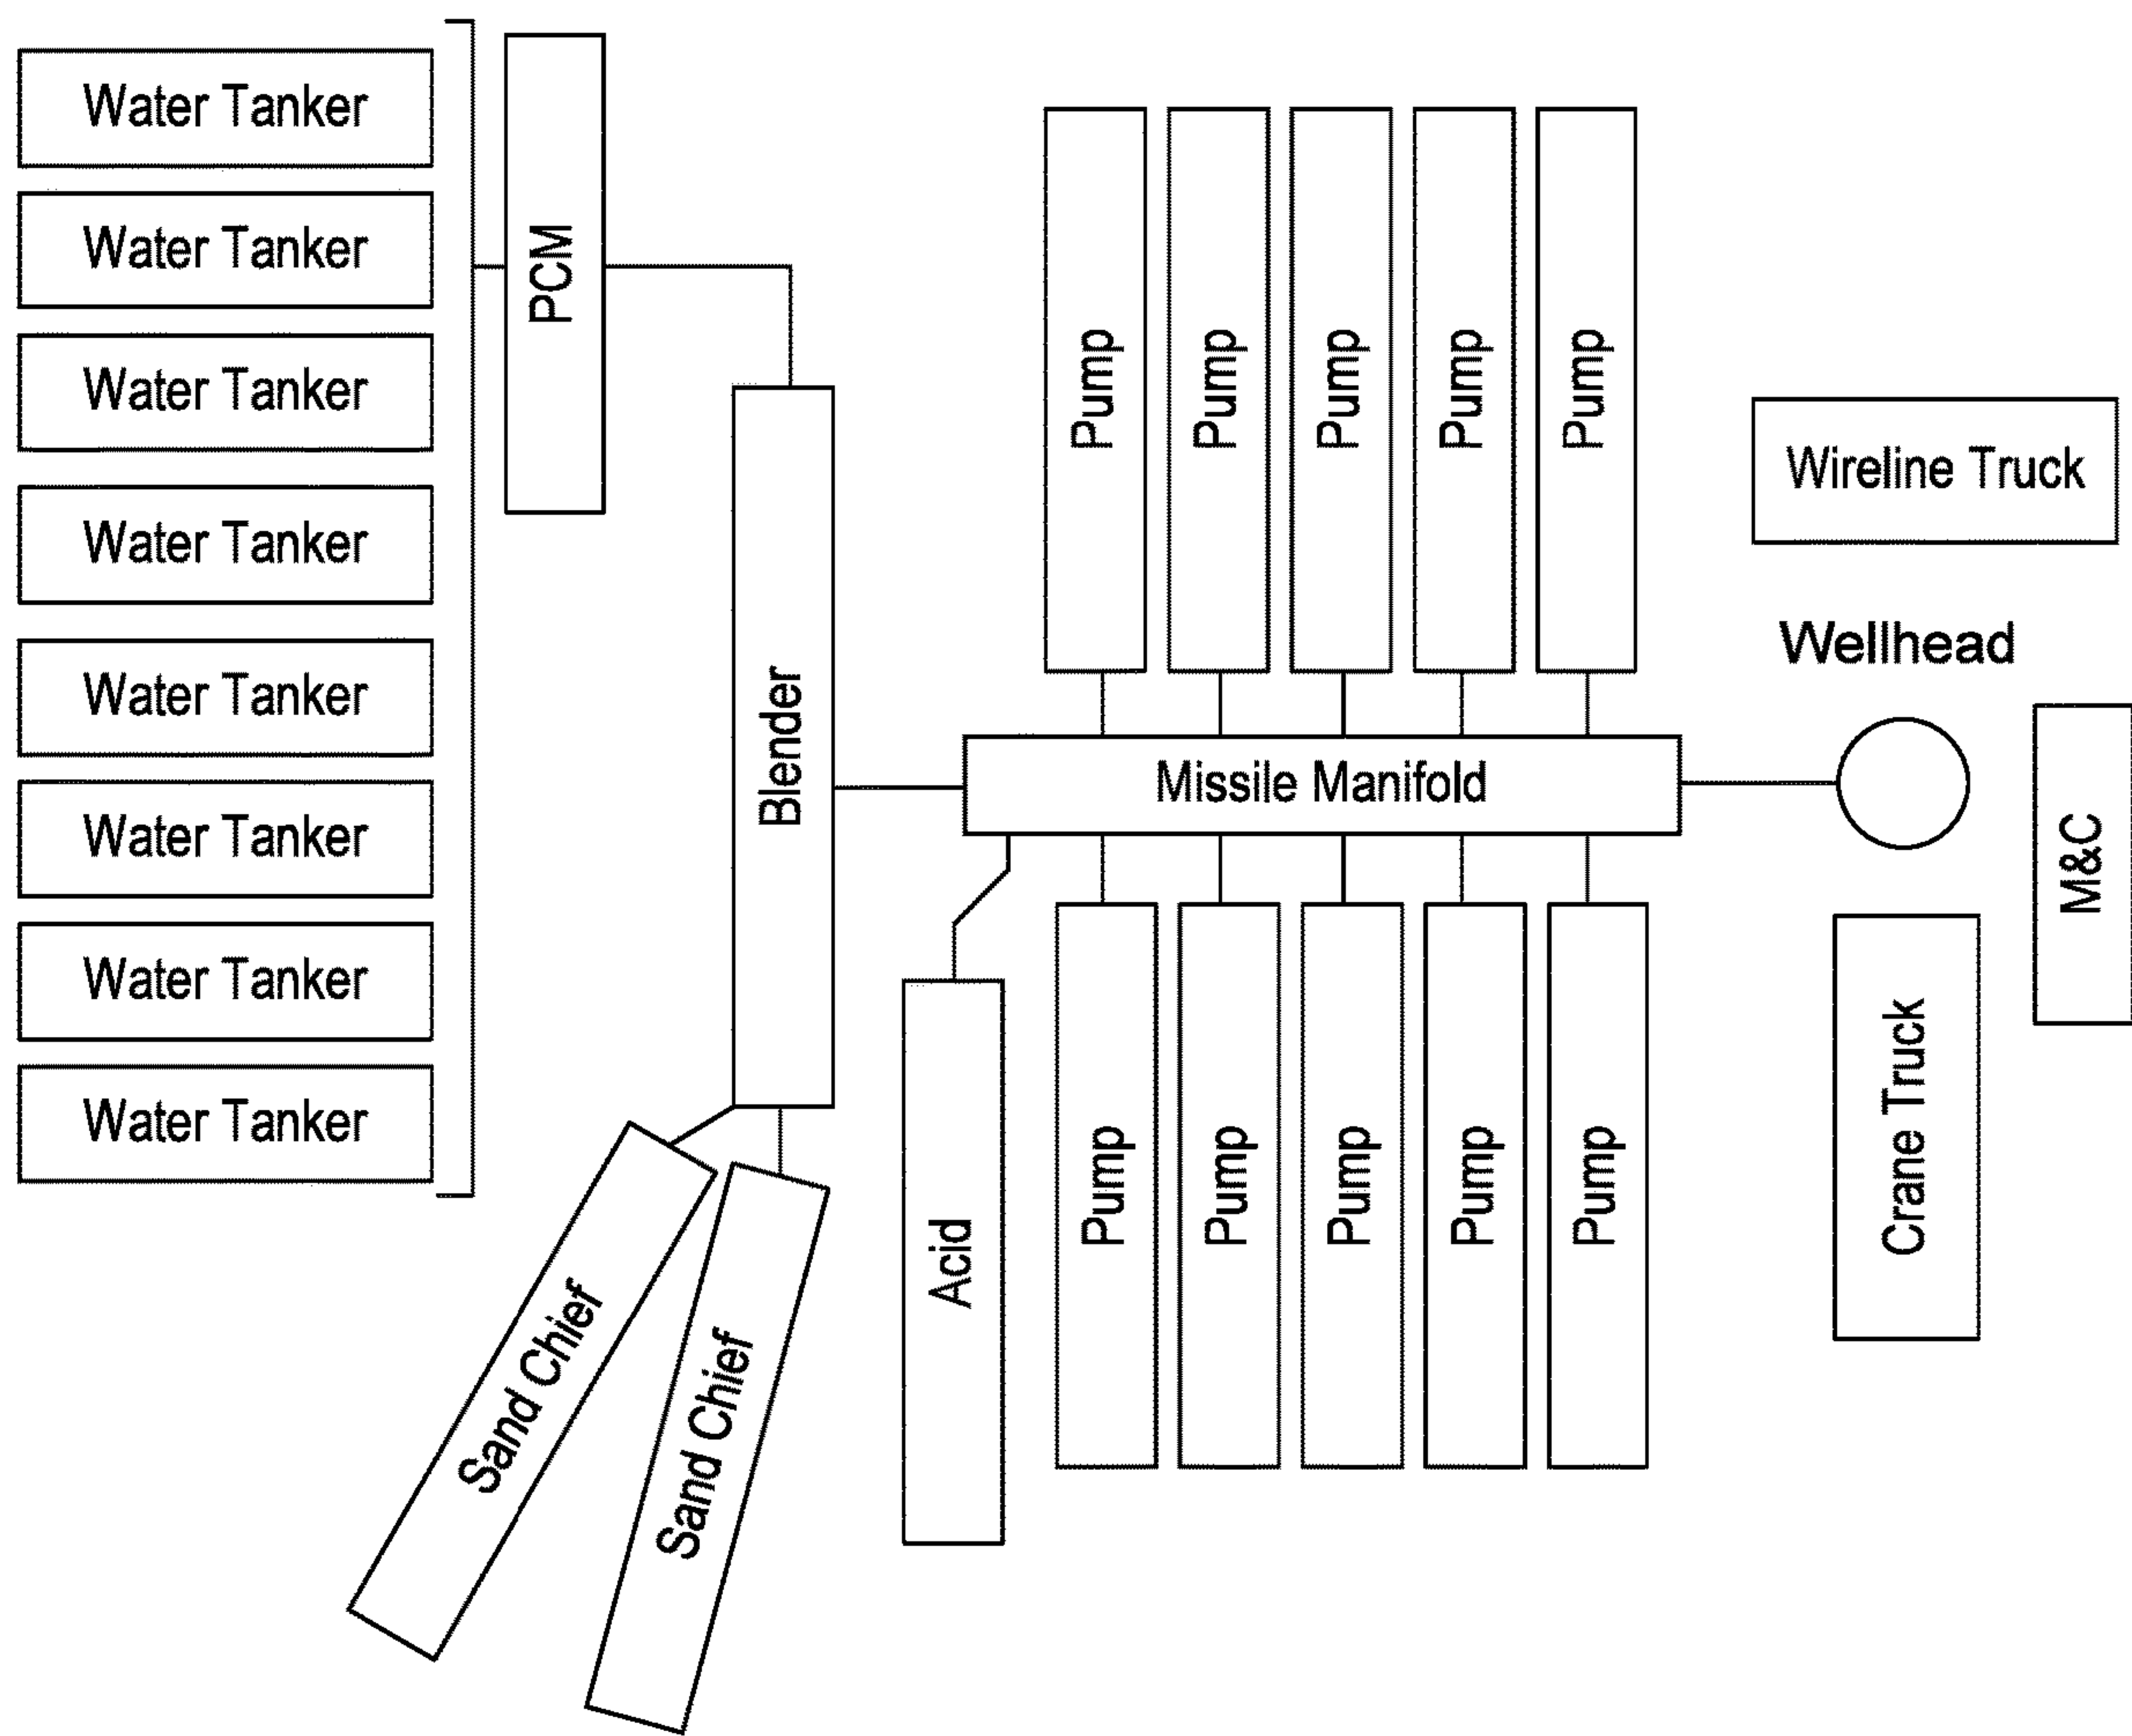 Water Tanker
Water Tanker
Water Tanker
Water Tanker
Water Tanker
Water Tanker
Water Tanker
Water Tanker
PCM
Blender
Sand Chief
Sand Chief
Acid
Pump
Pump
Pump
Pump
Pump
Missile Manifold
Pump
Pump
Pump
Pump
Pump
Wireline Truck
Wellhead
M&C
Crane Truck